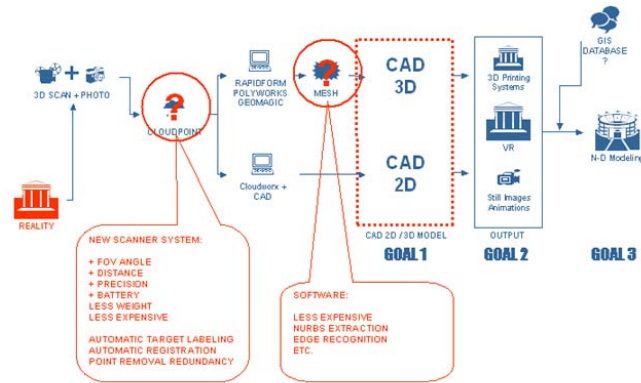 GIS
DATABASE
?
3D SCAN + PHOTO
?
CLOUDPOINT
RAPIDFORM
POLYWORKS
GEOMAGIC
?
MESH
CAD
3D
3D Printing
Systems
VR
N-D Modeling
Cloudworx +
CAD
CAD
2D
Still Images
Animations
REALITY
CAD 2D / 3D MODEL
OUTPUT
GOAL 1
GOAL 2
GOAL 3
NEW SCANNER SYSTEM:
+ FOV ANGLE
+ DISTANCE
+ PRECISION
+ BATTERY
LESS WEIGHT
LESS EXPENSIVE
AUTOMATIC TARGET LABELING
AUTOMATIC REGISTRATION
POINT REMOVAL REDUNDANCY
SOFTWARE:
LESS EXPENSIVE
NURBS EXTRACTION
EDGE RECOGNITION
ETC.